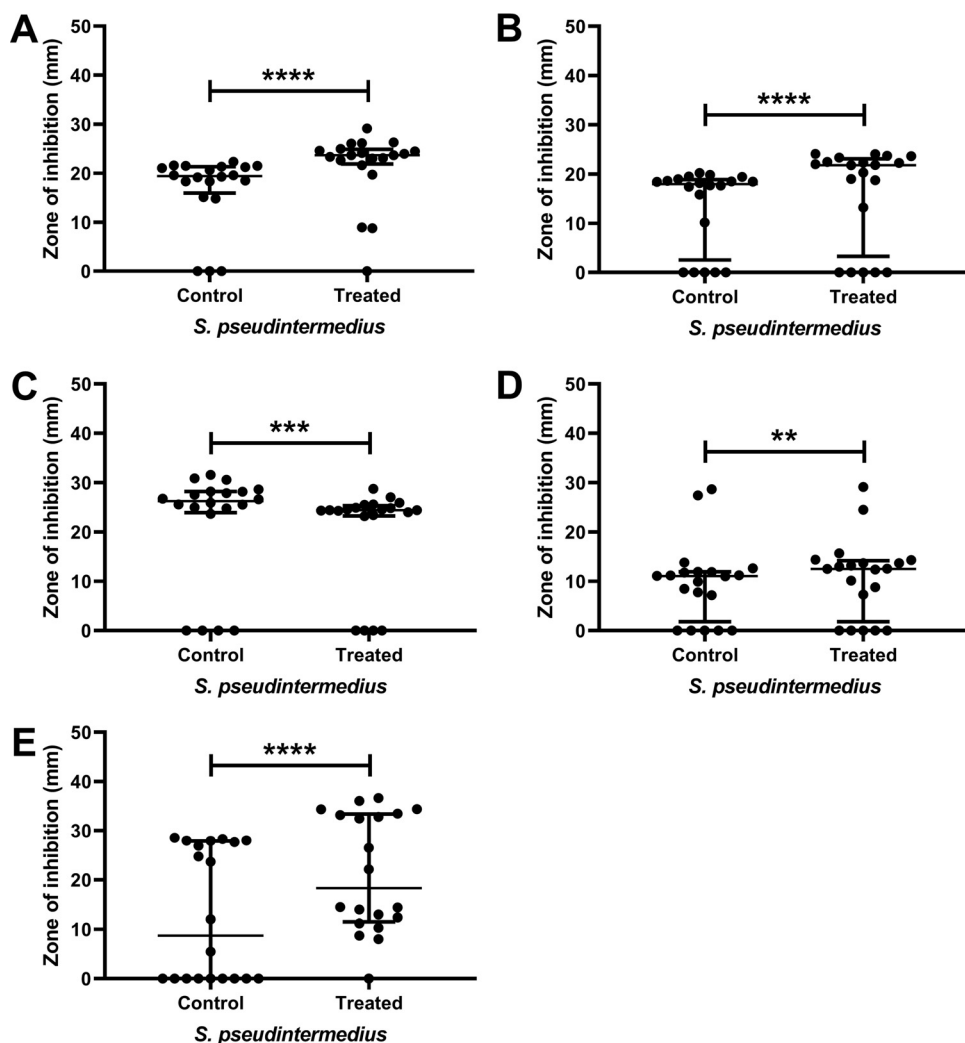 A
Zone of inhibition (mm)
50
40
30
20
10
0
****
Control
Treated
S. pseudintermedius
B
Zone of inhibition (mm)
50
40
30
20
10
0
****
Control
Treated
S. pseudintermedius
C
Zone of inhibition (mm)
50
40
30
20
10
0
***
Control
Treated
S. pseudintermedius
D
Zone of inhibition (mm)
50
40
30
20
10
0
**
Control
Treated
S. pseudintermedius
E
Zone of inhibition (mm)
50
40
30
20
10
0
****
Control
Treated
S. pseudintermedius